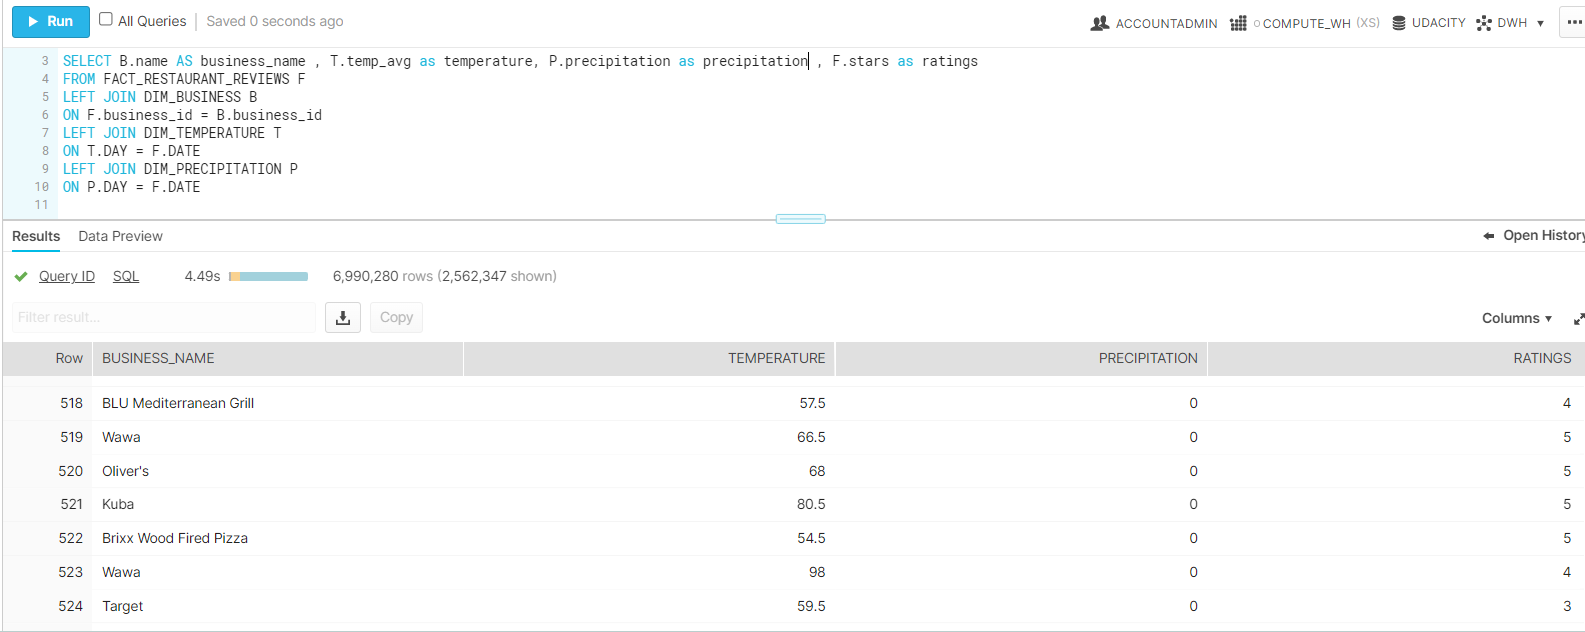 Run All Queries Saved 0 seconds ago ACCOUNTADMIN COMPUTE_WH (XS) UDACITY DWH
3 SELECT B.name AS business_name , T.temp_avg as temperature, P.precipitation as precipitation , F.stars as ratings
4 FROM FACT_RESTAURANT_REVIEWS F
5 LEFT JOIN DIM_BUSINESS B
6 ON F.business_id = B.business_id
7 LEFT JOIN DIM_TEMPERATURE T
8 ON T.DAY = F.DATE
9 LEFT JOIN DIM_PRECIPITATION P
10 ON P.DAY = F.DATE
11
Results Data Preview Open History
Query ID SQL 4.49s 6,990,280 rows (2,562,347 shown)
Filter result... Copy Columns
Row BUSINESS_NAME TEMPERATURE PRECIPITATION RATINGS
518 BLU Mediterranean Grill 57.5 0 4
519 Wawa 66.5 0 5
520 Oliver's 68 0 5
521 Kuba 80.5 0 5
522 Brixx Wood Fired Pizza 54.5 0 5
523 Wawa 98 0 4
524 Target 59.5 0 3